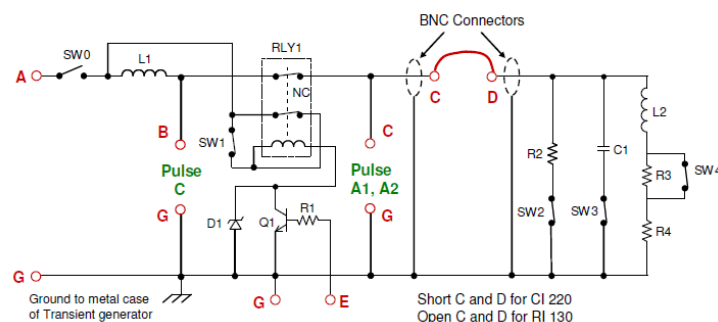 BNC Connectors
SW0
L1
RLY1
A
NC
C
D
L2
B
SW1
C
R2
C1
R3
SW4
Pulse
C
Pulse
A1, A2
D1
Q1
R1
SW2
SW3
R4
G
G
G
G
E
Ground to metal case
of Transient generator
Short C and D for CI 220
Open C and D for RI 130